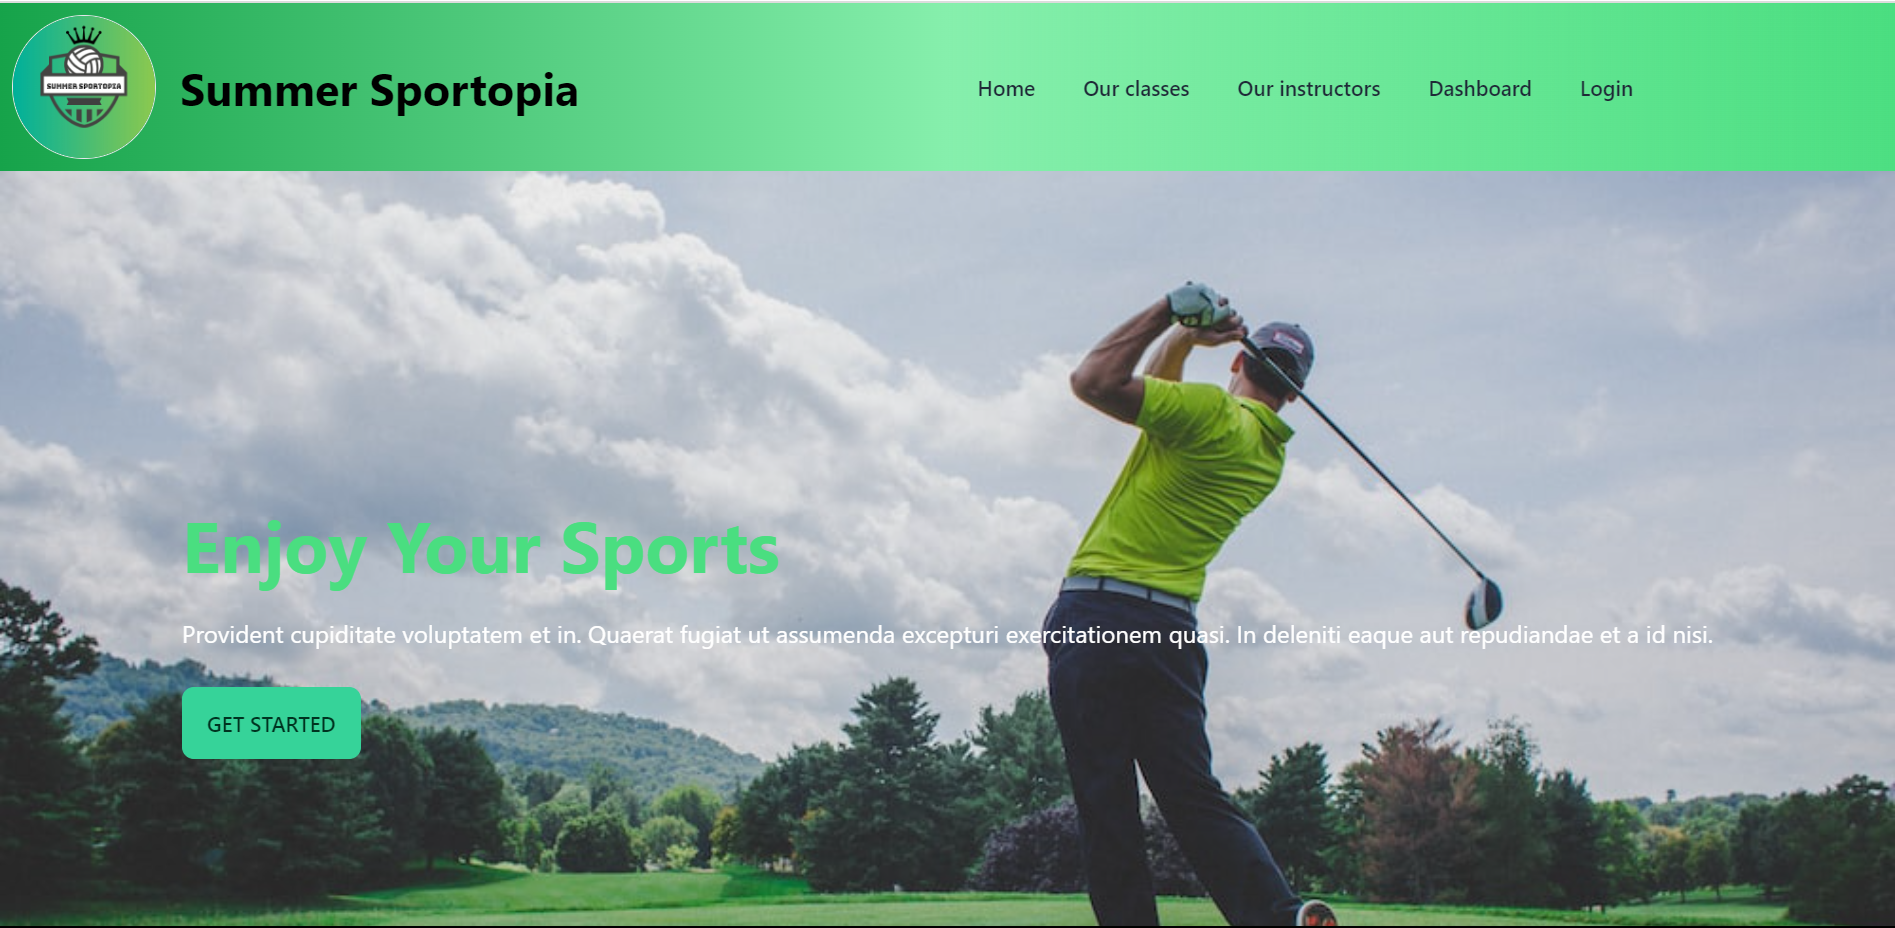 SUMMER SPORTOPIA
Summer Sportopia
Home Our classes Our instructors Dashboard Login
Enjoy Your Sports
Provident cupiditate voluptatem et in. Quaerat fugiat ut assumenda excepturi exercitationem quasi. In deleniti eaque aut repudiandae et a id nisi.
GET STARTED